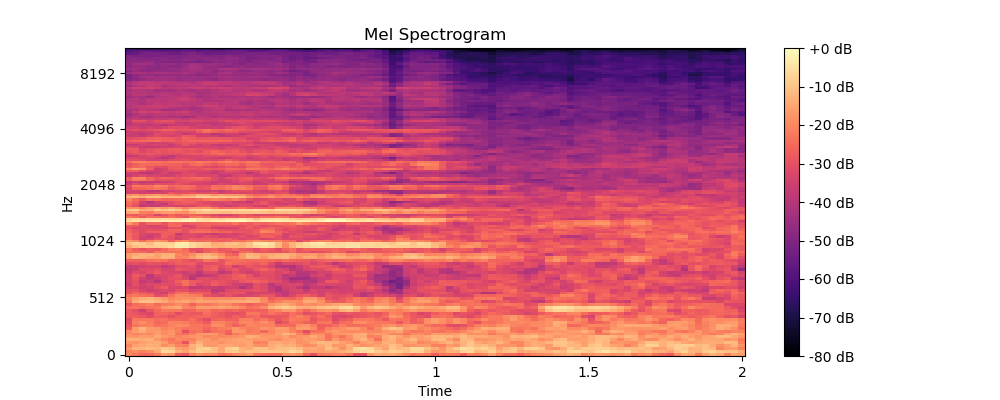 Mel Spectrogram
Hz
8192
4096
2048
1024
512
0
0
0.5
1
1.5
2
Time
+0 dB
-10 dB
-20 dB
-30 dB
-40 dB
-50 dB
-60 dB
-70 dB
-80 dB